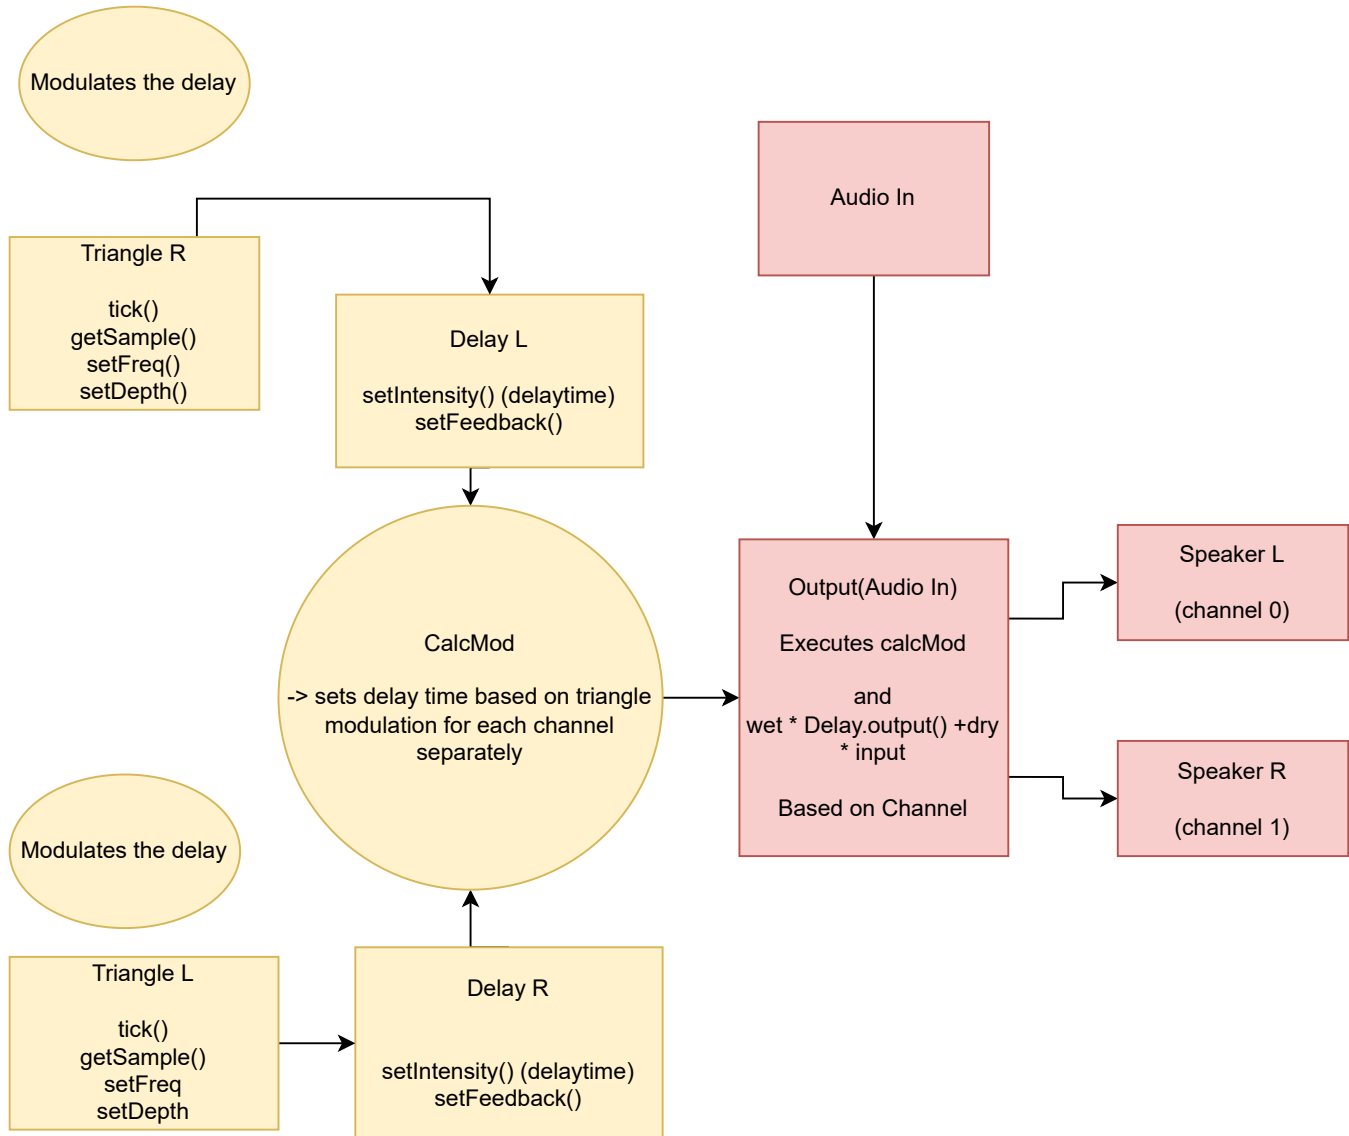 Modulates the delay
Triangle R
tick()
getSample()
setFreq()
setDepth()
Delay L
setIntensity() (delaytime)
setFeedback()
Audio In
CalcMod
-> sets delay time based on triangle
modulation for each channel
separately
Output(Audio In)
Executes calcMod
and
wet * Delay.output() +dry
* input
Based on Channel
Speaker L
(channel 0)
Speaker R
(channel 1)
Modulates the delay
Triangle L
tick()
getSample()
setFreq
setDepth
Delay R
setIntensity() (delaytime)
setFeedback()